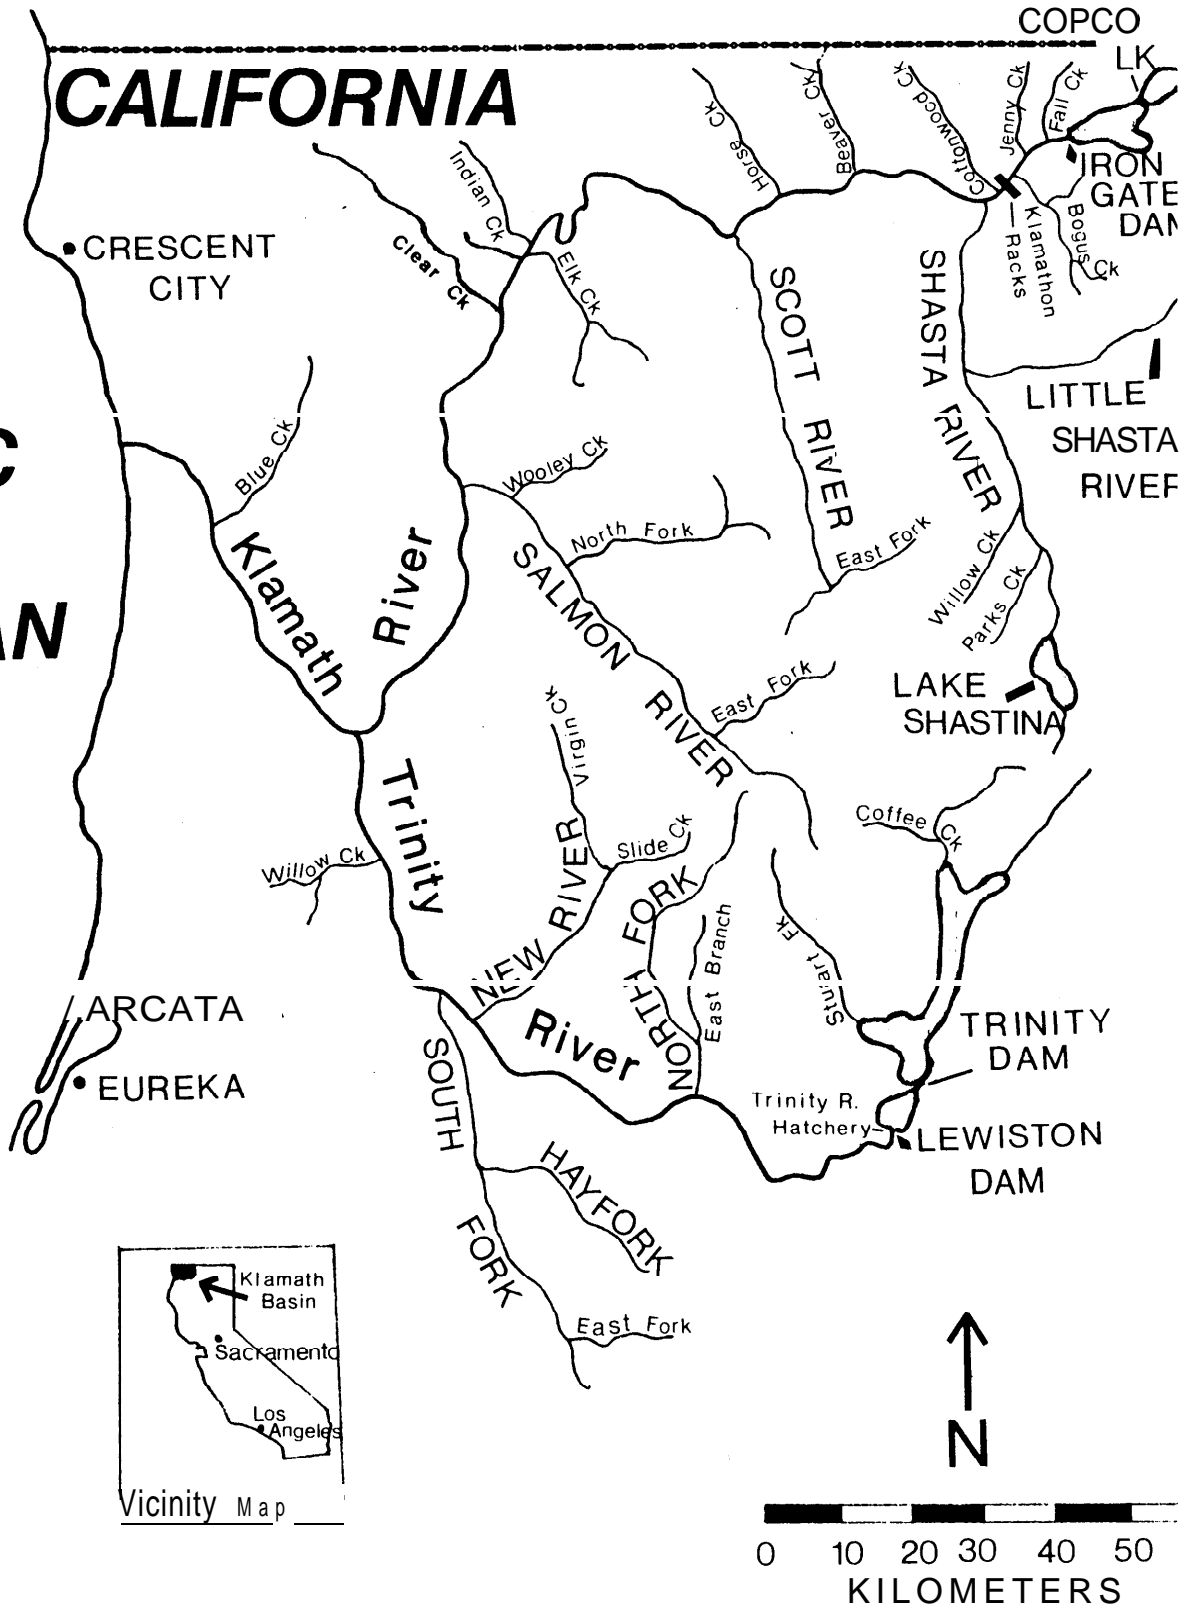 COPCO
LK
CALIFORNIA
Horse Ck
Beaver Ck
Cottonwood Ck
Jenny Ck
Fall Ck
IRON
GATE
DAM
Klamathon
Racks
Bogus Ck
Indian Ck
Clear Ck
Elk Ck
CRESCENT
CITY
SCOTT
RIVER
SHASTA
RIVER
LITTLE
SHASTA
RIVER
C
AN
Blue Ck
Wooley Ck
North Fork
East Fork
Willow Ck
Parks Ck
Klamath
River
SALMON
RIVER
East Fork
LAKE
SHASTINA
Virgin Ck
Trinity
Willow Ck
NEW RIVER
Slide Ck
NORTH FORK
East Branch
Stuart Fk
Coffee Ck
ARCATA
EUREKA
River
TRINITY
DAM
Trinity R.
Hatchery
LEWISTON
DAM
SOUTH
FORK
HAYFORK
East Fork
Klamath
Basin
Sacramento
Los
Angeles
Vicinity Map
N
0 10 20 30 40 50
KILOMETERS